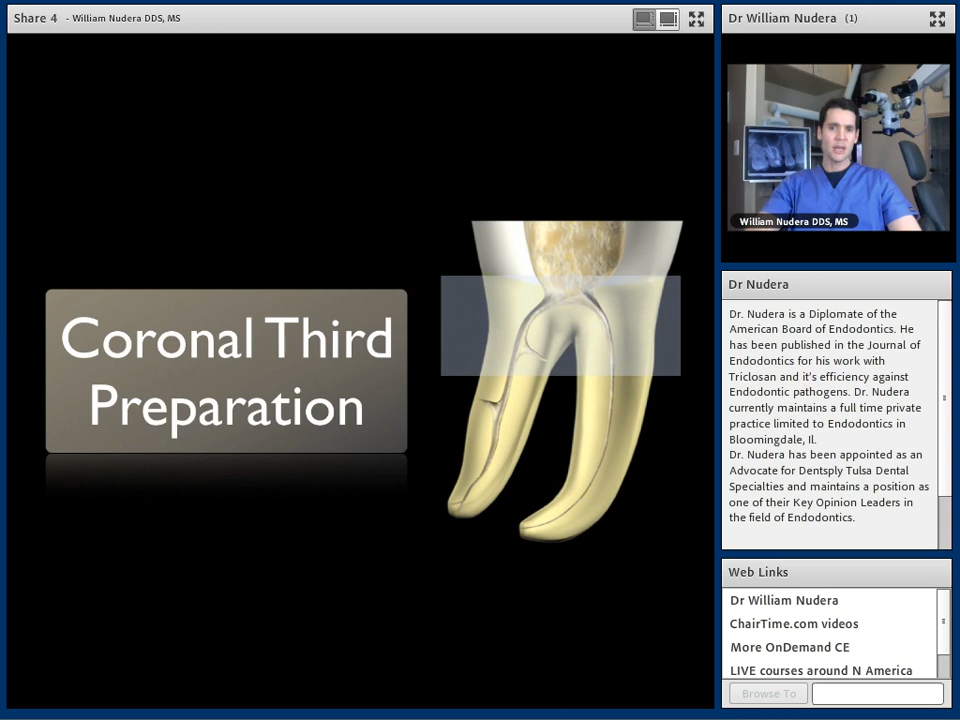 Share 4 - William Nudera DDS, MS
Coronal Third
Preparation
Dr William Nudera (1)
William Nudera DDS, MS
Dr Nudera
Dr. Nudera is a Diplomate of the
American Board of Endodontics. He
has been published in the Journal of
Endodontics for his work with
Triclosan and it's efficiency against
Endodontic pathogens. Dr. Nudera
currently maintains a full time private
practice limited to Endodontics in
Bloomingdale, Il.
Dr. Nudera has been appointed as an
Advocate for Dentsply Tulsa Dental
Specialties and maintains a position as
one of their Key Opinion Leaders in
the field of Endodontics.
Web Links
Dr William Nudera
ChairTime.com videos
More OnDemand CE
LIVE courses around N America
Browse To